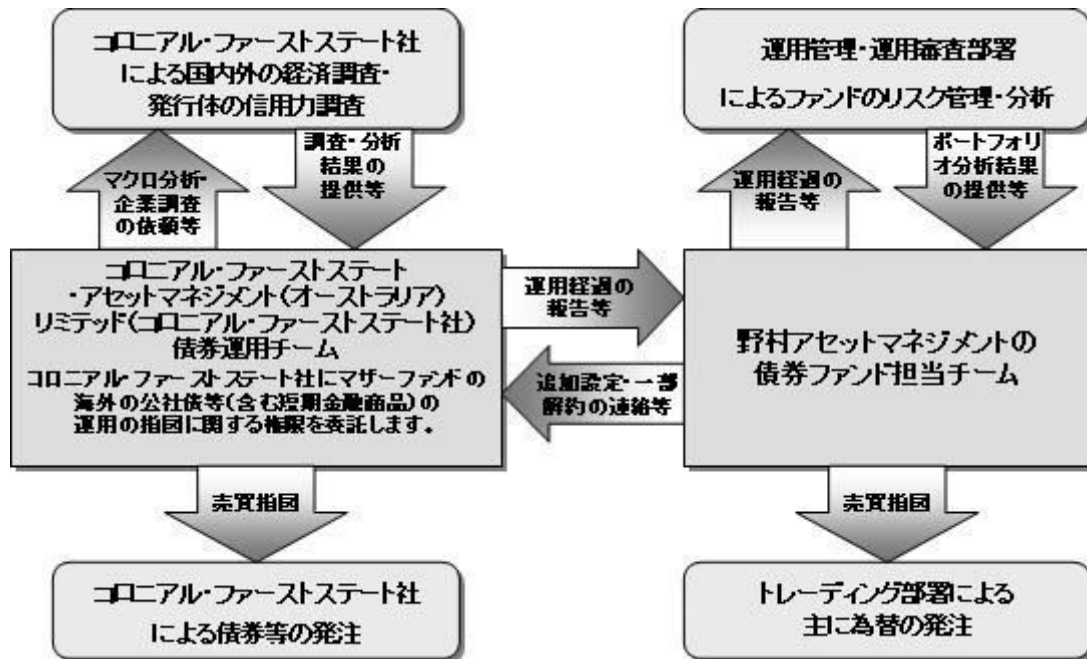 コロニアル・ファーストステート社
による国内外の経済調査・
発行体の信用力調査
運用管理・運用審査部署
によるファンドのリスク管理・分析
マクロ分析・
企業調査
の依頼等
調査・分析
結果の
提供等
運用経過の
報告等
ポートフォリ
オ分析結果
の提供等
コロニアル・ファーストステート
・アセットマネジメント(オーストラリア)
リミテッド(コロニアル・ファーストステート社)
債券運用チーム
コロニアル・ファーストステート社にマザーファンドの
海外の公社債等(含む短期金融商品)の
運用の指図に関する権限を委託します。
運用経過の
報告等
追加設定・一部
解約の連絡等
野村アセットマネジメントの
債券ファンド担当チーム
売買指図
売買指図
コロニアル・ファーストステート社
による債券等の発注
トレーディング部署による
主に為替の発注